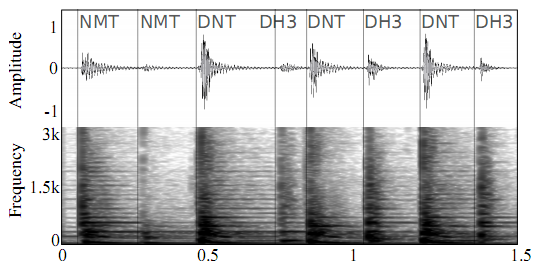 NMT NMT DNT DH3 DNT DH3 DNT DH3
Amplitude
1
0
-1
Frequency
3k
1.5k
0
0 0.5 1 1.5